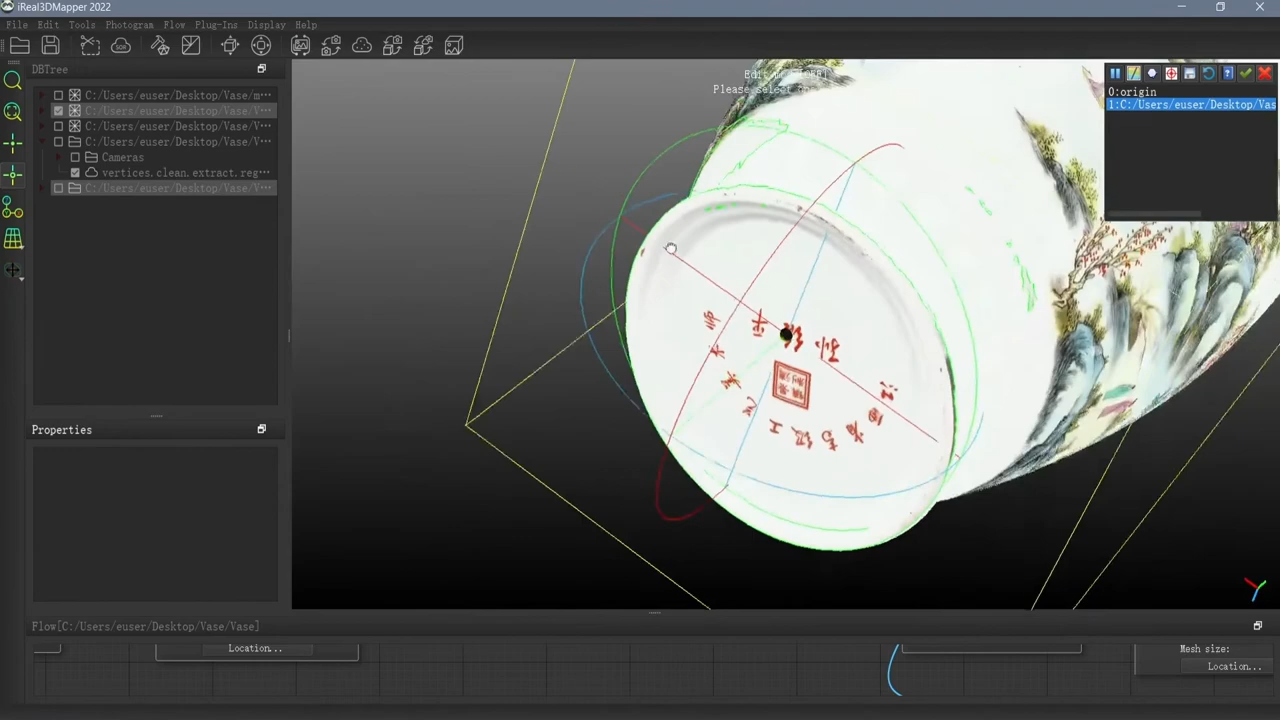 iReal3DMapper 2022
File Edit Tools Photogram Flow Plug-Ins Display Help
DBTree
C:/Users/euser/Desktop/Vase/m···
C:/Users/euser/Desktop/Vase/V···
C:/Users/euser/Desktop/Vase/V···
C:/Users/euser/Desktop/Vase/V···
Cameras
vertices.clean.extract.reg···
C:/Users/euser/Desktop/Vase/V···
Properties
Please select
0:origin
1:C:/Users/euser/Desktop/Vas
Flow[C:/Users/euser/Desktop/Vase/Vase]
Location...
Mesh size:
Location...